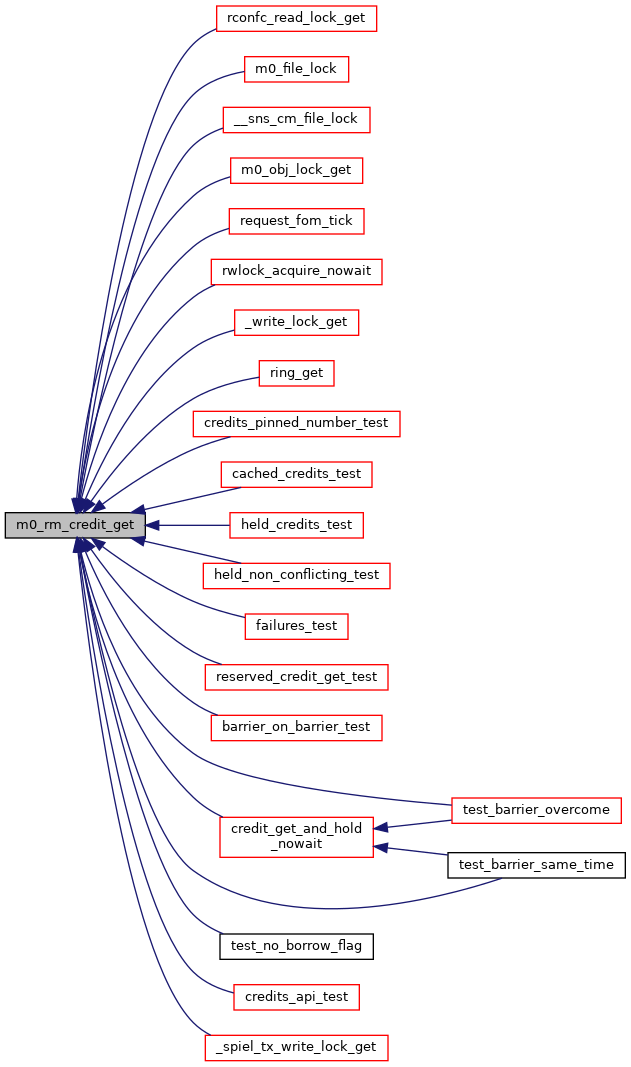 rconfc_read_lock_get
m0_file_lock
__sns_cm_file_lock
m0_obj_lock_get
request_fom_tick
rwlock_acquire_nowait
_write_lock_get
ring_get
credits_pinned_number_test
cached_credits_test
m0_rm_credit_get
held_credits_test
held_non_conflicting_test
failures_test
reserved_credit_get_test
barrier_on_barrier_test
test_barrier_overcome
credit_get_and_hold
_nowait
test_barrier_same_time
test_no_borrow_flag
credits_api_test
_spiel_tx_write_lock_get